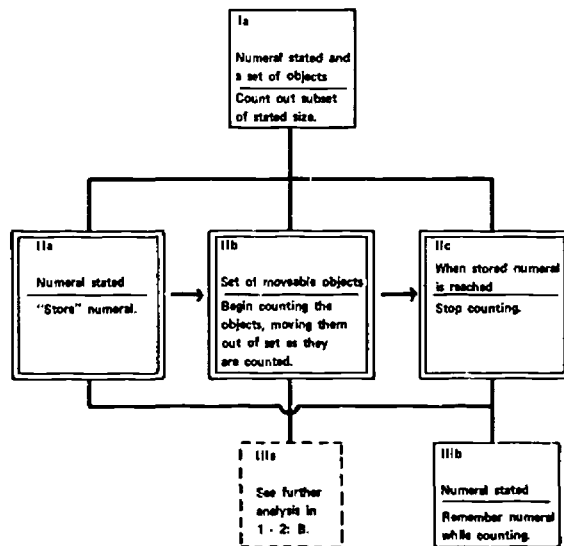 Ia
Numeral stated and
a set of objects
Count out subset
of stated size.
IIa
Numeral stated
"Store" numeral.
IIb
Set of moveable objects
Begin counting the
objects, moving them
out of set as they
are counted.
IIc
When stored numeral
is reached
Stop counting.
IIIa
See further
analysis in
1 - 2: B.
IIIb
Numeral stated
Remember numeral
while counting.